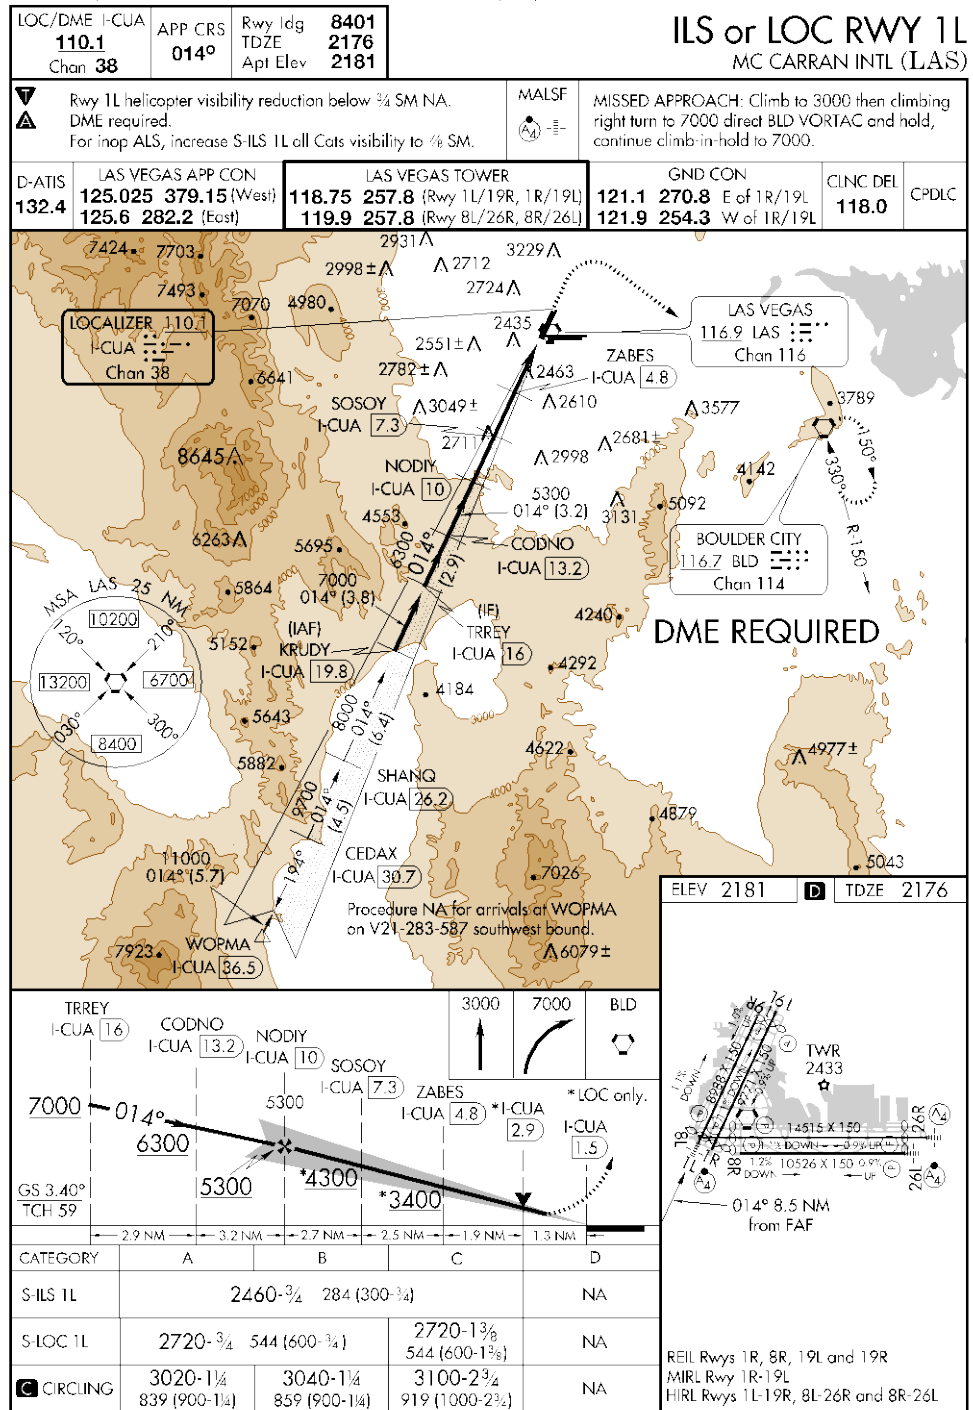 LOC/DME I-CUA
110.1
Chan 38
APP CRS
014°
Rwy ldg 8401
TDZE 2176
Apt Elev 2181
ILS or LOC RWY 1L
MC CARRAN INTL (LAS)
T
A
Rwy 1L helicopter visibility reduction below ¾ SM NA.
DME required.
For inop ALS, increase S-ILS 1L all Cats visibility to ⅞ SM.
MALSF
A4
MISSED APPROACH: Climb to 3000 then climbing
right turn to 7000 direct BLD VORTAC and hold,
continue climb-in-hold to 7000.
D-ATIS
132.4
LAS VEGAS APP CON
125.025 379.15 (West)
125.6 282.2 (East)
LAS VEGAS TOWER
118.75 257.8 (Rwy 1L/19R, 1R/19L)
119.9 257.8 (Rwy 8L/26R, 8R/26L)
GND CON
121.1 270.8 E of 1R/19L
121.9 254.3 W of 1R/19L
CLNC DEL
118.0
CPDLC
7424
7703
2931
3229
2998±
2712
7493
2724
7070
4980
LOCALIZER 110.1
I-CUA
Chan 38
2435
LAS VEGAS
116.9 LAS
Chan 116
2551±
ZABES
I-CUA 4.8
2782±
2463
6641
SOSOY
I-CUA 7.3
3049±
2610
3577
3789
2711
2681±
8645
NODIY
I-CUA 10
2998
4142
150°
330°
R-150
5300
014° (3.2)
3131
5092
4553
6300
014°
(2.9)
6263
5695
CODNO
I-CUA 13.2
BOULDER CITY
116.7 BLD
Chan 114
7000
014° (3.8)
5864
MSA LAS 25 NM
120°
10200
210°
13200
6700
030°
8400
300°
(IAF)
KRUDY
I-CUA 19.8
(IF)
TRREY
I-CUA 16
4240
DME REQUIRED
5152
4292
4184
3000
8000
014°
(6.4)
5643
5882
4622
4977±
SHANQ
I-CUA 26.2
9700
014°
(4.5)
4879
194°
CEDAX
I-CUA 30.7
11000
014° (5.7)
7026
5043
Procedure NA for arrivals at WOPMA
on V21-283-587 southwest bound.
WOPMA
I-CUA 36.5
7923
6079±
ELEV 2181
D
TDZE 2176
TRREY
I-CUA 16
CODNO
I-CUA 13.2
NODIY
I-CUA 10
SOSOY
I-CUA 7.3
ZABES
I-CUA 4.8
*I-CUA
2.9
I-CUA
1.5
3000
7000
BLD
*LOC only.
7000
014°
6300
5300
5300
*4300
*3400
GS 3.40°
TCH 59
2.9 NM
3.2 NM
2.7 NM
2.5 NM
1.9 NM
1.3 NM
19R
19L
8988 X 150
9771 X 150
TWR
2433
8L
14515 X 150
26R
1L
1R
8R
1.2%
DOWN
10526 X 150
0.9%
UP
26L
A4
A4
014° 8.5 NM
from FAF
CATEGORY A B C D
S-ILS 1L 2460-¾ 284 (300-¾) NA
S-LOC 1L 2720-¾ 544 (600-¾) 2720-1⅜
544 (600-1⅜) NA
C CIRCLING 3020-1¼
839 (900-1¼) 3040-1¼
859 (900-1¼) 3100-2¾
919 (1000-2¾) NA
REIL Rwys 1R, 8R, 19L and 19R
MIRL Rwy 1R-19L
HIRL Rwys 1L-19R, 8L-26R and 8R-26L